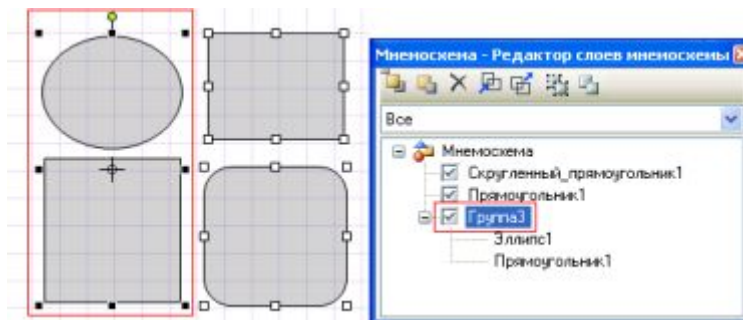 Мнемосхема - Редактор слоев мнемосхемы
Все
Мнемосхема
Скругленный_прямоугольник1
Прямоугольник1
Группа3
Эллипс1
Прямоугольник1